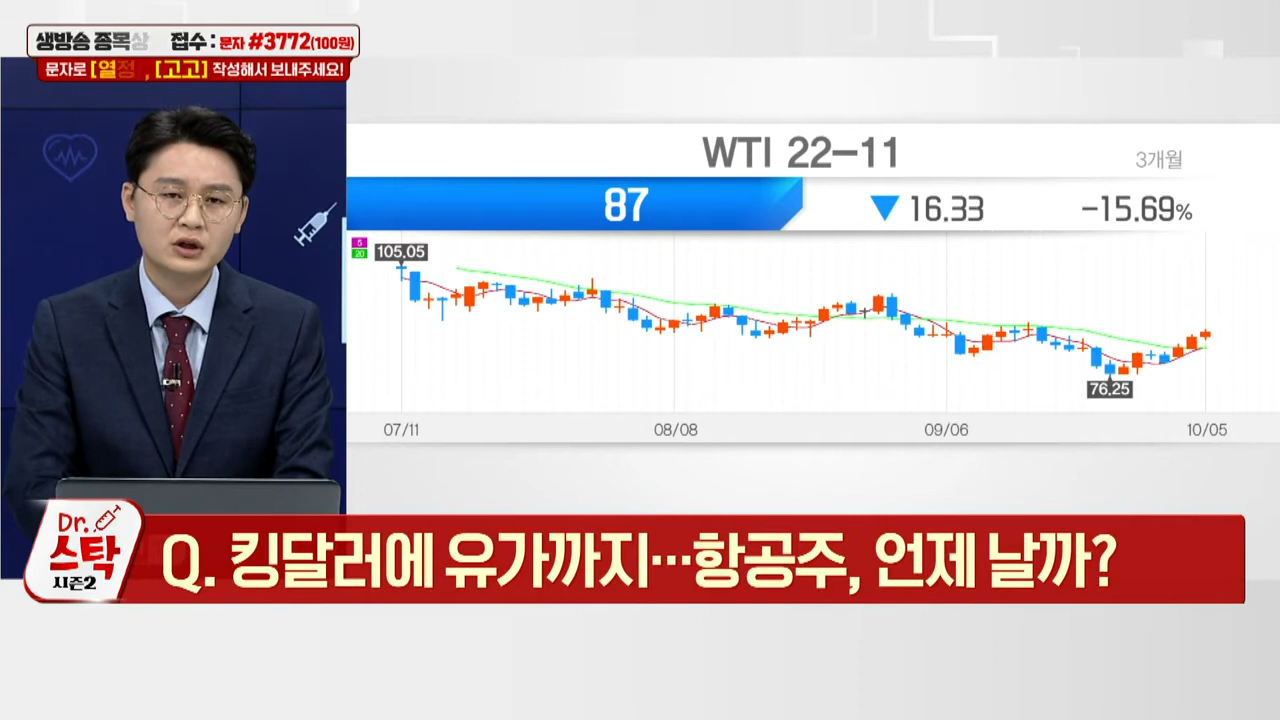 생방송 종목상 접수 : 문자 #3772(100원)
문자로 [열정 , [고고] 작성해서 보내주세요!
WTI 22-11
3개월
87 ▼ 16.33 -15.69%
5
20
105.05
76.25
07/11 08/08 09/06 10/05
Dr.
스탁
시즌2
Q. 킹달러에 유가까지…항공주, 언제 날까?